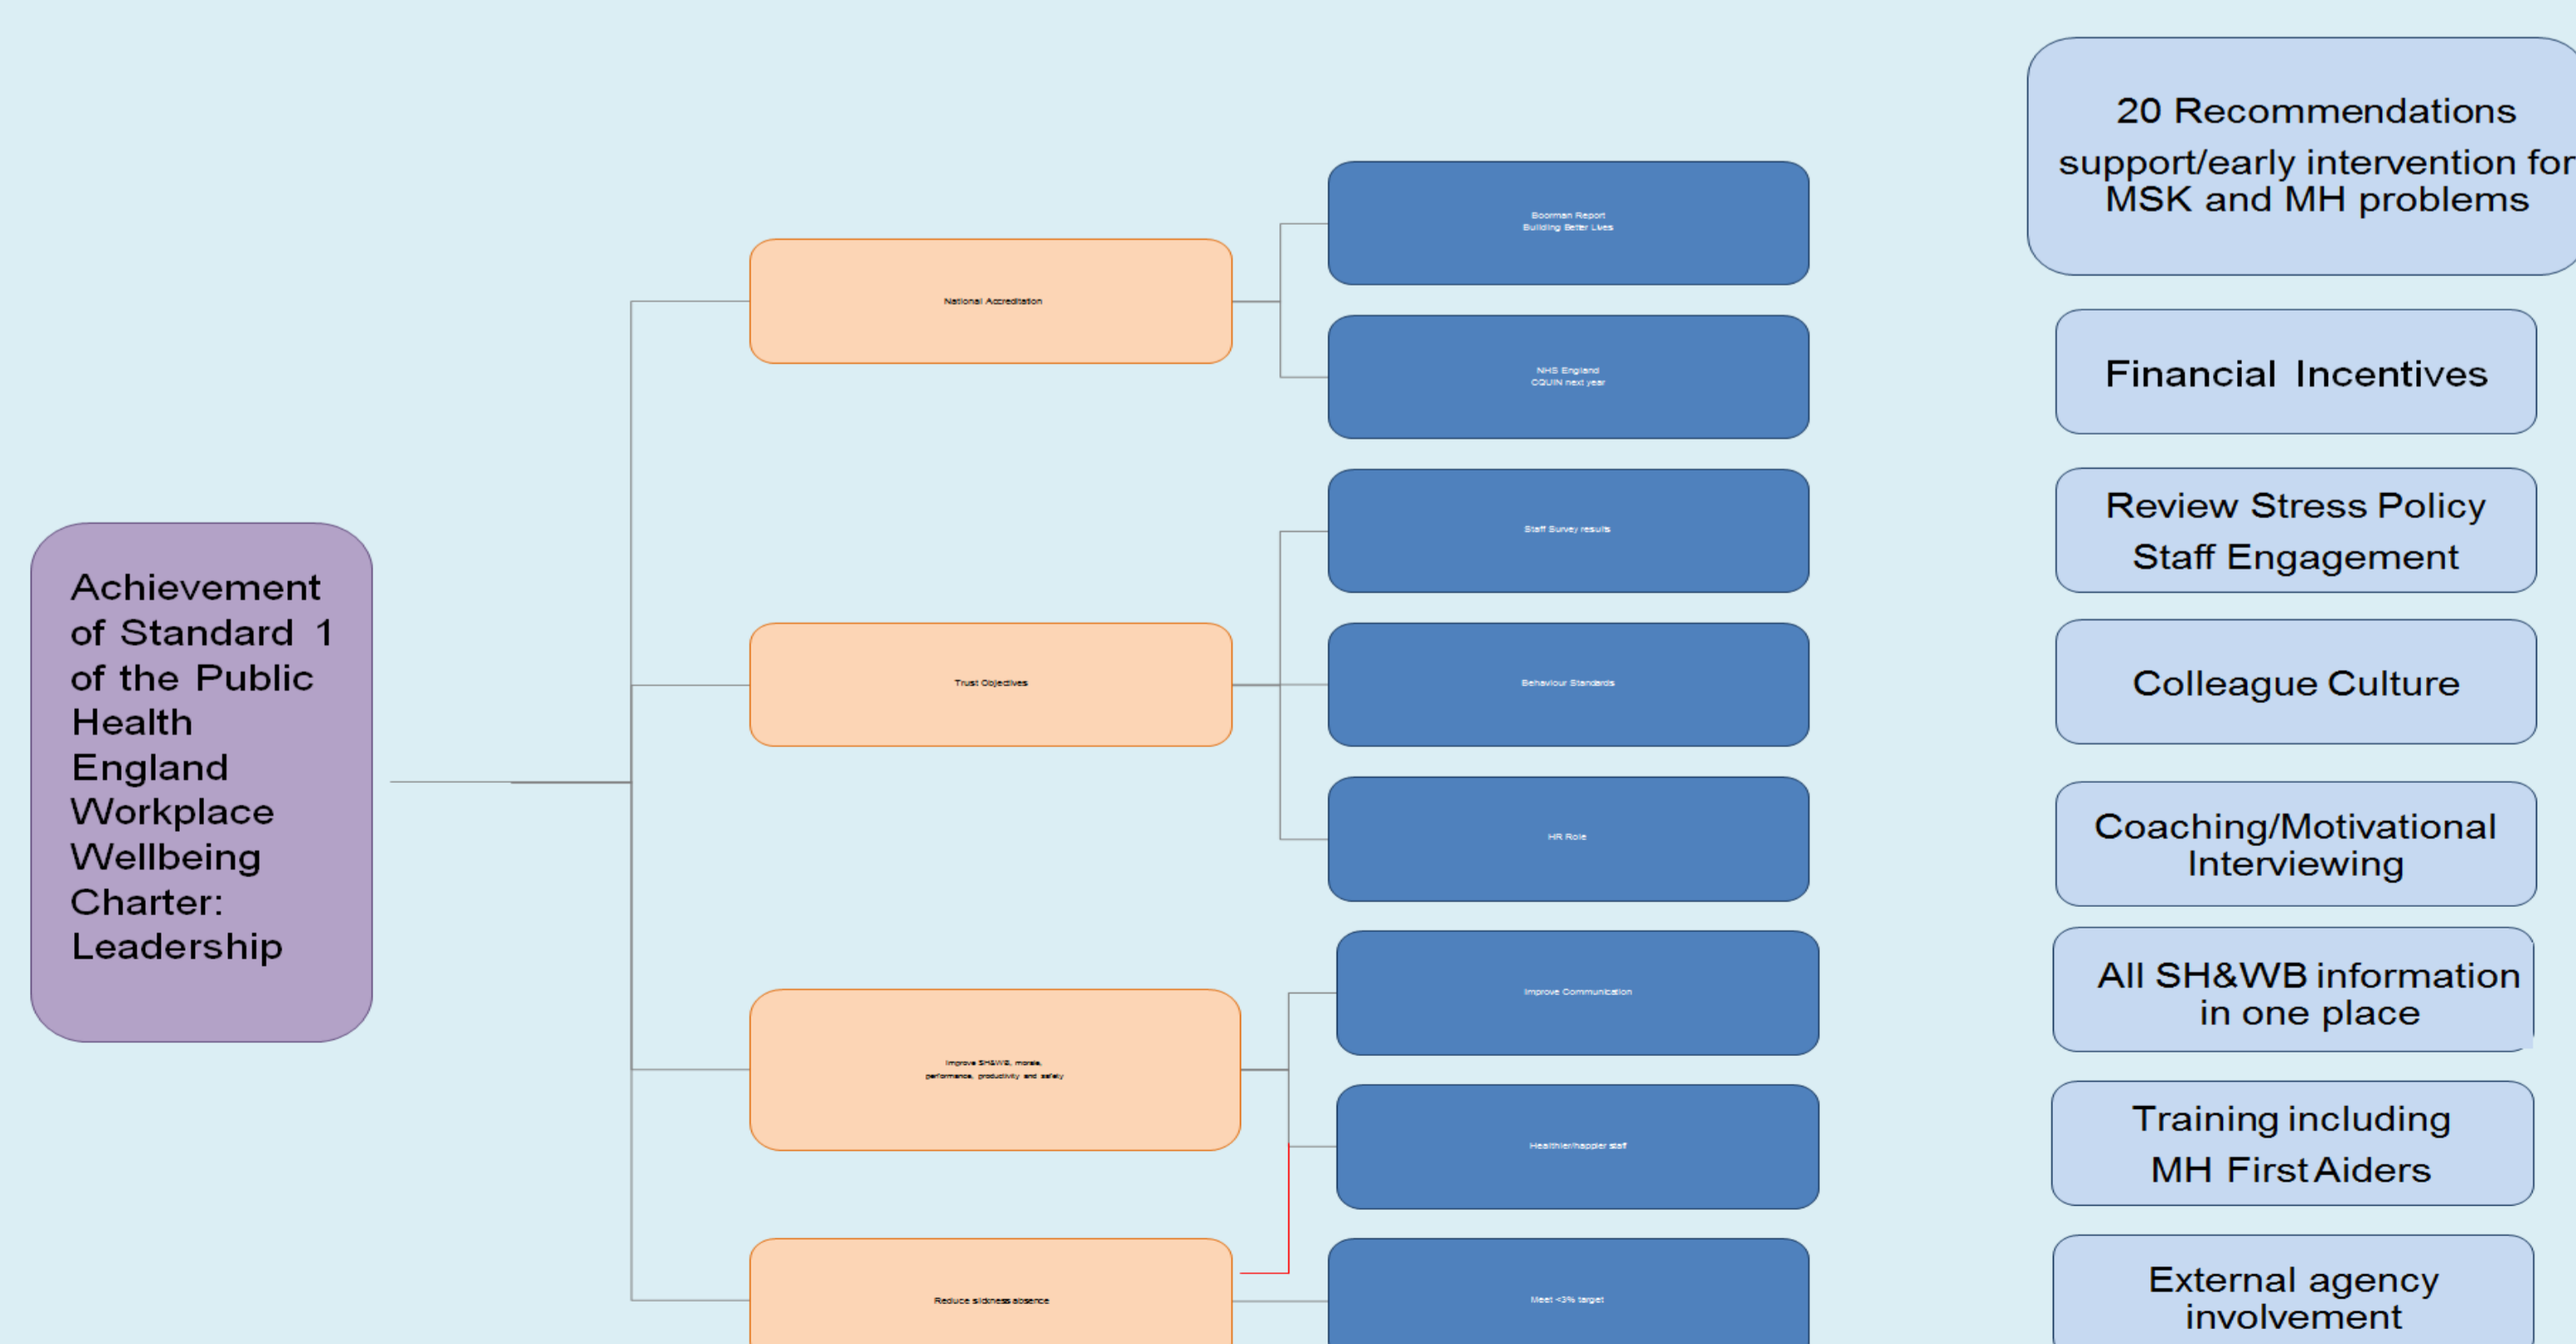 Achievement
of Standard 1
of the Public
Health
England
Workplace
Wellbeing
Charter:
Leadership
National Accreditation
Trust Objectives
Improve SH&WB, morale,
performance, productivity and safety
Reduce sickness absence
Boorman Report
Building Better Lives
NHS England
CQUIN next year
Staff Survey results
Behaviour Standards
HR Role
Improve Communication
Healthier/happier staff
Meet <3% target
20 Recommendations
support/early intervention for
MSK and MH problems
Financial Incentives
Review Stress Policy
Staff Engagement
Colleague Culture
Coaching/Motivational
Interviewing
All SH&WB information
in one place
Training including
MH First Aiders
External agency
involvement